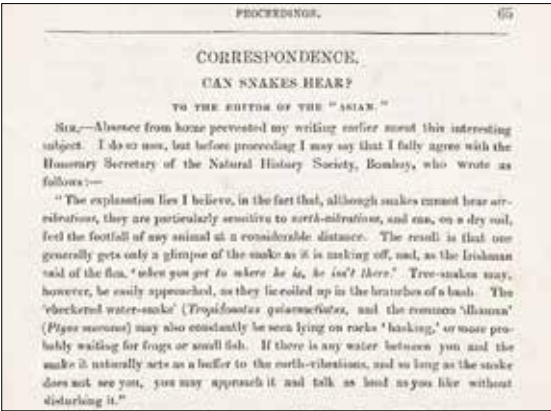 PROCEEDINGS. 65
CORRESPONDENCE.
CAN SNAKES HEAR?
TO THE EDITOR OF THE "ASIAN."
SIR,—Absence from home prevented my writing earlier anent this interesting
subject. I do so now, but before proceeding I may say that I fully agree with the
Honorary Secretary of the Natural History Society, Bombay, who wrote as
follows:—
"The explanation lies I believe, in the fact that, although snakes cannot hear air-
vibrations, they are particularly sensitive to earth-vibrations, and can, on a dry soil,
feel the footfall of any animal at a considerable distance. The result is that one
generally gets only a glimpse of the snake as it is making off, and, as the Irishman
said of the flea, 'when you get to where he is, he isn't there.' Tree-snakes may,
however, be easily approached, as they lie coiled up in the branches of a bush. The
'checkered water-snake' (Tropidonotus quincunctiatus, and the common 'dhaman'
(Ptyas mucosus) may also constantly be seen lying on rocks 'basking,' or more pro-
bably waiting for frogs or small fish. If there is any water between you and the
snake it naturally acts as a buffer to the earth-vibrations, and so long as the snake
does not see you, you may approach it and talk as loud as you like without
disturbing it."